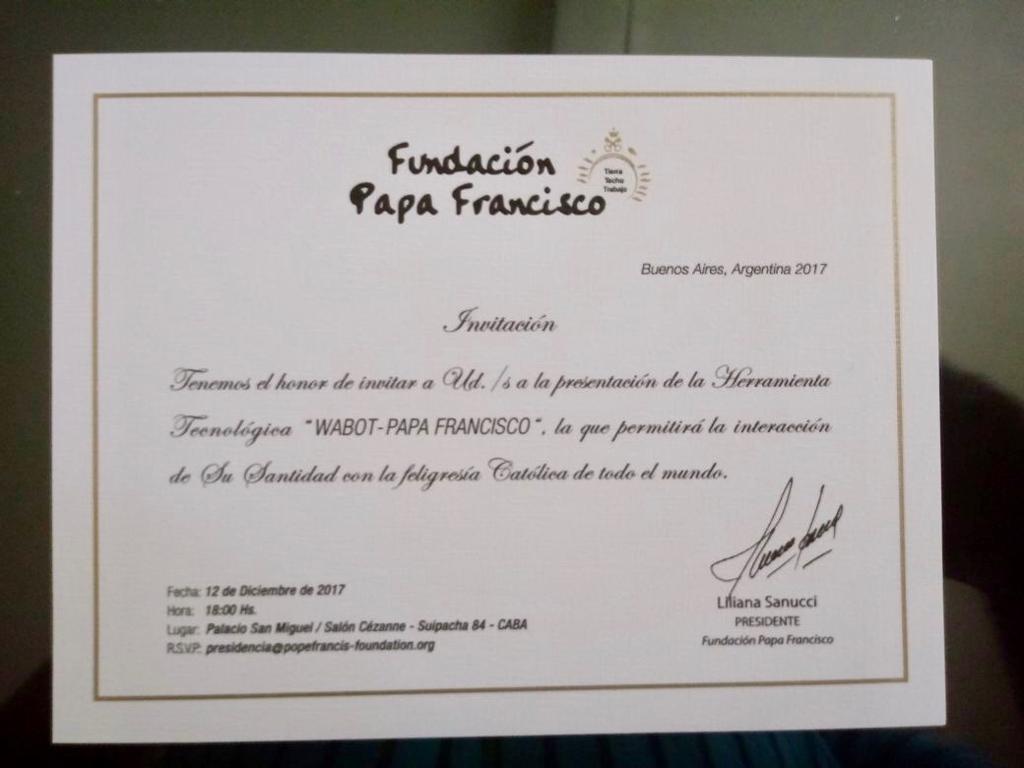 Fundación
Papa Francisco
Tierra
Techo
Trabajo
Buenos Aires, Argentina 2017
Invitación
Tenemos el honor de invitar a Ud. /s a la presentación de la Herramienta
Tecnológica "WABOT-PAPA FRANCISCO", la que permitirá la interacción
de Su Santidad con la feligresía Católica de todo el mundo.
Fecha: 12 de Diciembre de 2017
Hora: 18:00 Hs.
Lugar: Palacio San Miguel / Salón Cézanne - Suipacha 84 - CABA
R.S.V.P.: presidencia@popefrancis-foundation.org
Liliana Sanucci
PRESIDENTE
Fundación Papa Francisco